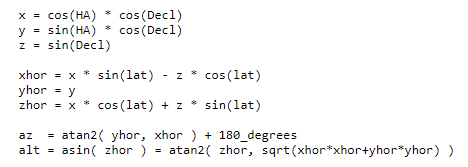 x = cos(HA) * cos(Decl)
y = sin(HA) * cos(Decl)
z = sin(Decl)
xhor = x * sin(lat) - z * cos(lat)
yhor = y
zhor = x * cos(lat) + z * sin(lat)
az  = atan2( yhor, xhor ) + 180_degrees
alt = asin( zhor ) = atan2( zhor, sqrt(xhor*xhor+yhor*yhor) )